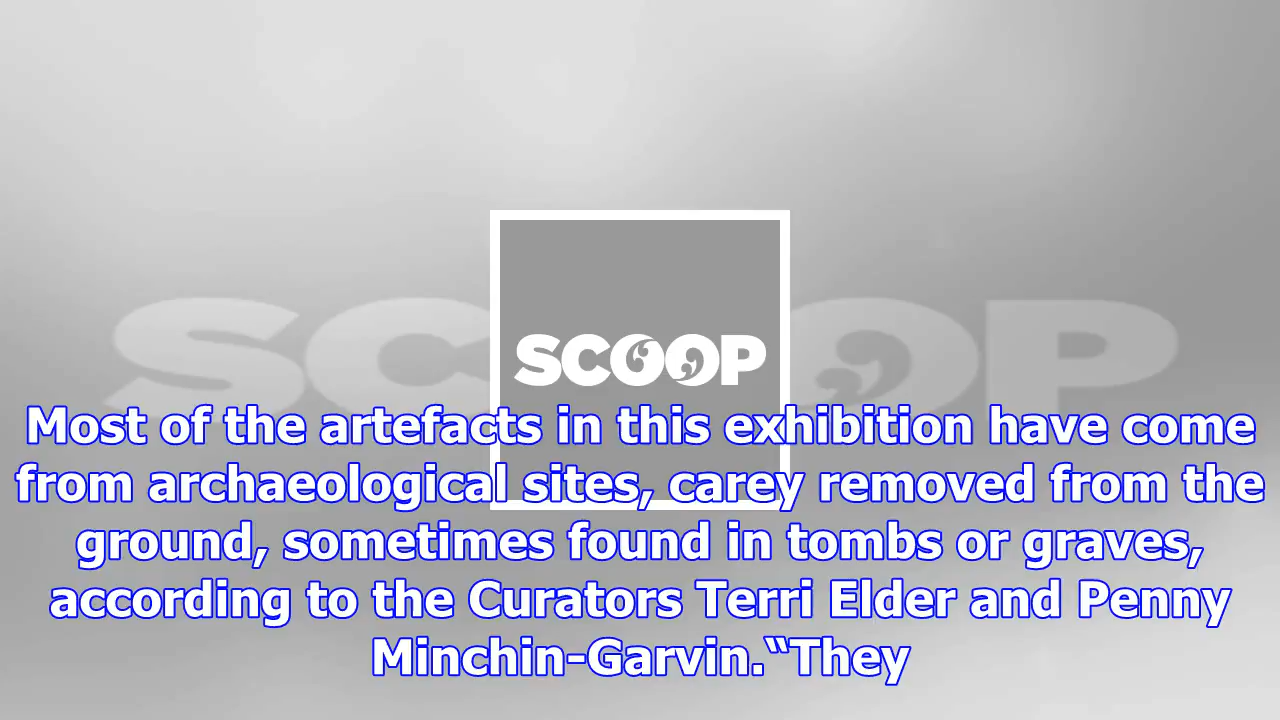 SCOOP
SCOOP
Most of the artefacts in this exhibition have come
from archaeological sites, carey removed from the
ground, sometimes found in tombs or graves,
according to the Curators Terri Elder and Penny
Minchin-Garvin.“They